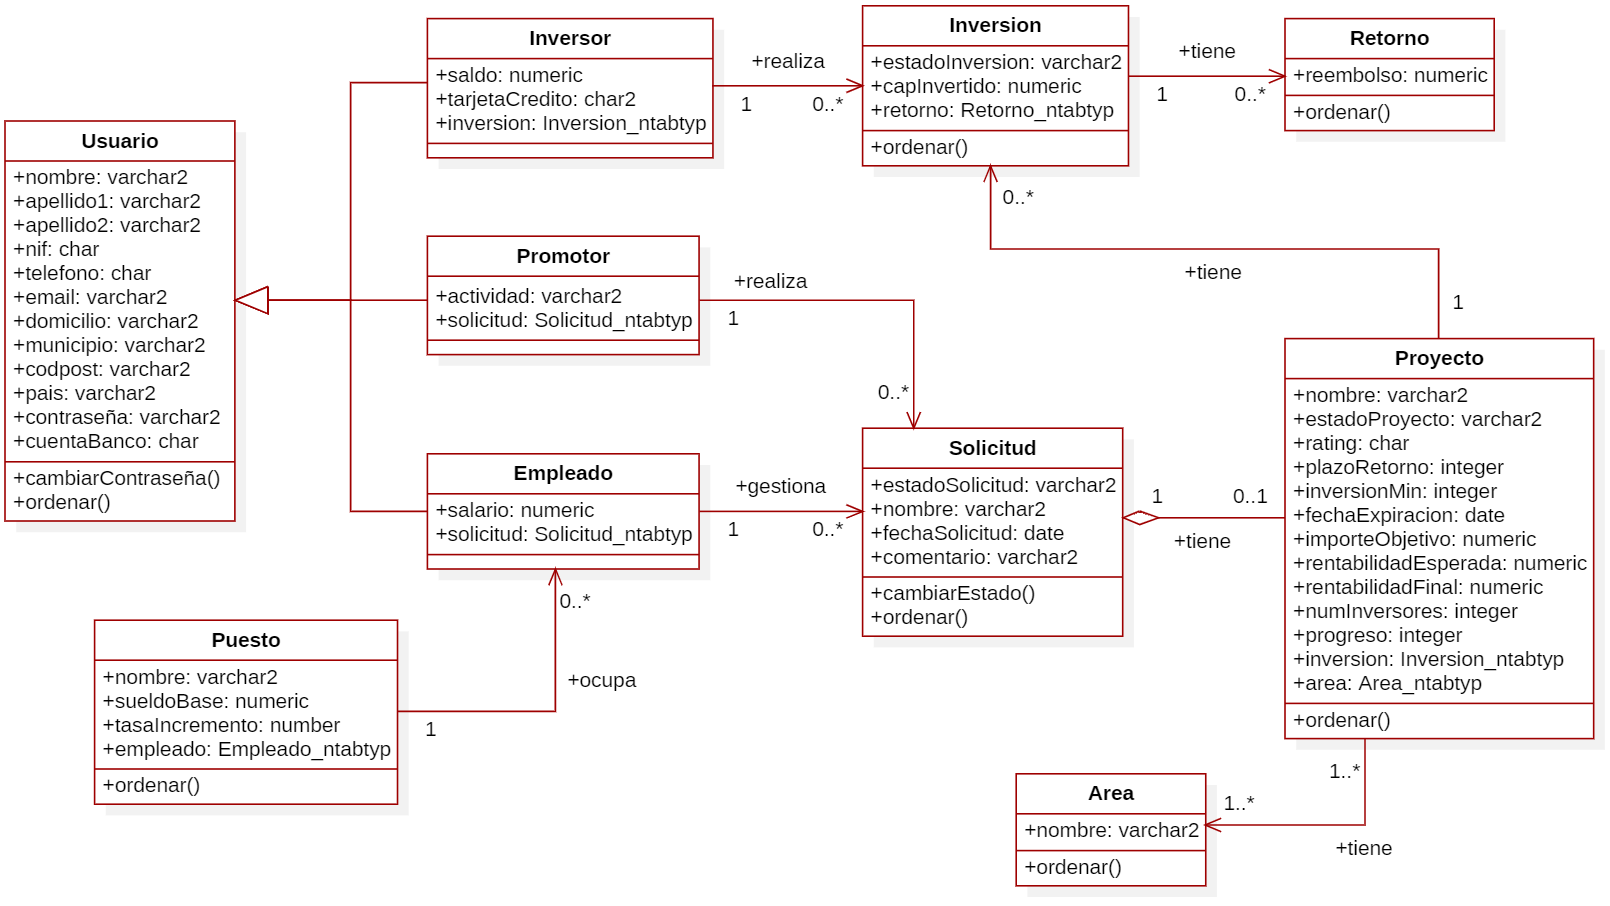 Usuario
+nombre: varchar2
+apellido1: varchar2
+apellido2: varchar2
+nif: char
+telefono: char
+email: varchar2
+domicilio: varchar2
+municipio: varchar2
+codpost: varchar2
+pais: varchar2
+contraseña: varchar2
+cuentaBanco: char
+cambiarContraseña()
+ordenar()
Inversor
+saldo: numeric
+tarjetaCredito: char2
+inversion: Inversion_ntabtyp
+realiza
1
0..*
Inversion
+estadoInversion: varchar2
+capInvertido: numeric
+retorno: Retorno_ntabtyp
+ordenar()
+tiene
1
0..*
Retorno
+reembolso: numeric
+ordenar()
0..*
+tiene
1
Promotor
+actividad: varchar2
+solicitud: Solicitud_ntabtyp
+realiza
1
0..*
Empleado
+salario: numeric
+solicitud: Solicitud_ntabtyp
+gestiona
1
0..*
Solicitud
+estadoSolicitud: varchar2
+nombre: varchar2
+fechaSolicitud: date
+comentario: varchar2
+cambiarEstado()
+ordenar()
1
0..1
+tiene
Proyecto
+nombre: varchar2
+estadoProyecto: varchar2
+rating: char
+plazoRetorno: integer
+inversionMin: integer
+fechaExpiracion: date
+importeObjetivo: numeric
+rentabilidadEsperada: numeric
+rentabilidadFinal: numeric
+numInversores: integer
+progreso: integer
+inversion: Inversion_ntabtyp
+area: Area_ntabtyp
+ordenar()
Puesto
+nombre: varchar2
+sueldoBase: numeric
+tasaIncremento: number
+empleado: Empleado_ntabtyp
+ordenar()
0..*
+ocupa
1
1..*
1..*
+tiene
Area
+nombre: varchar2
+ordenar()